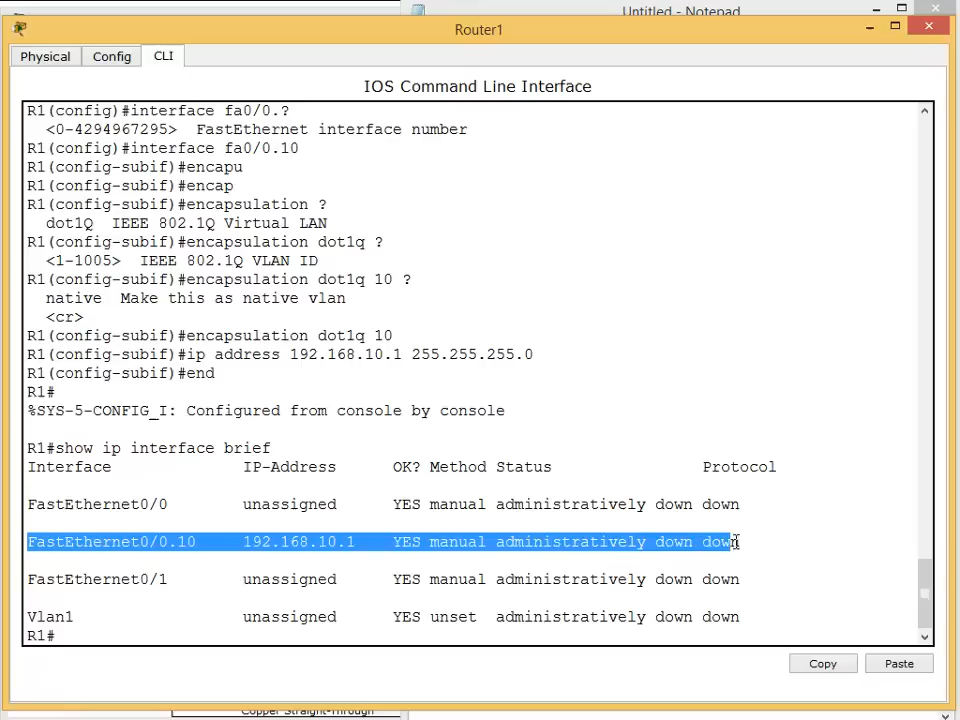 Untitled - Notepad
Router1
Physical Config CLI
IOS Command Line Interface
R1(config)#interface fa0/0.?
<0-4294967295> FastEthernet interface number
R1(config)#interface fa0/0.10
R1(config-subif)#encapu
R1(config-subif)#encap
R1(config-subif)#encapsulation ?
dot1Q IEEE 802.1Q Virtual LAN
R1(config-subif)#encapsulation dot1q ?
<1-1005> IEEE 802.1Q VLAN ID
R1(config-subif)#encapsulation dot1q 10 ?
native Make this as native vlan
<cr>
R1(config-subif)#encapsulation dot1q 10
R1(config-subif)#ip address 192.168.10.1 255.255.255.0
R1(config-subif)#end
R1#
%SYS-5-CONFIG_I: Configured from console by console
R1#show ip interface brief
Interface IP-Address OK? Method Status Protocol
FastEthernet0/0 unassigned YES manual administratively down down
FastEthernet0/0.10 192.168.10.1 YES manual administratively down down
FastEthernet0/1 unassigned YES manual administratively down down
Vlan1 unassigned YES unset administratively down down
R1#
Copy Paste
Copper Straight-Through